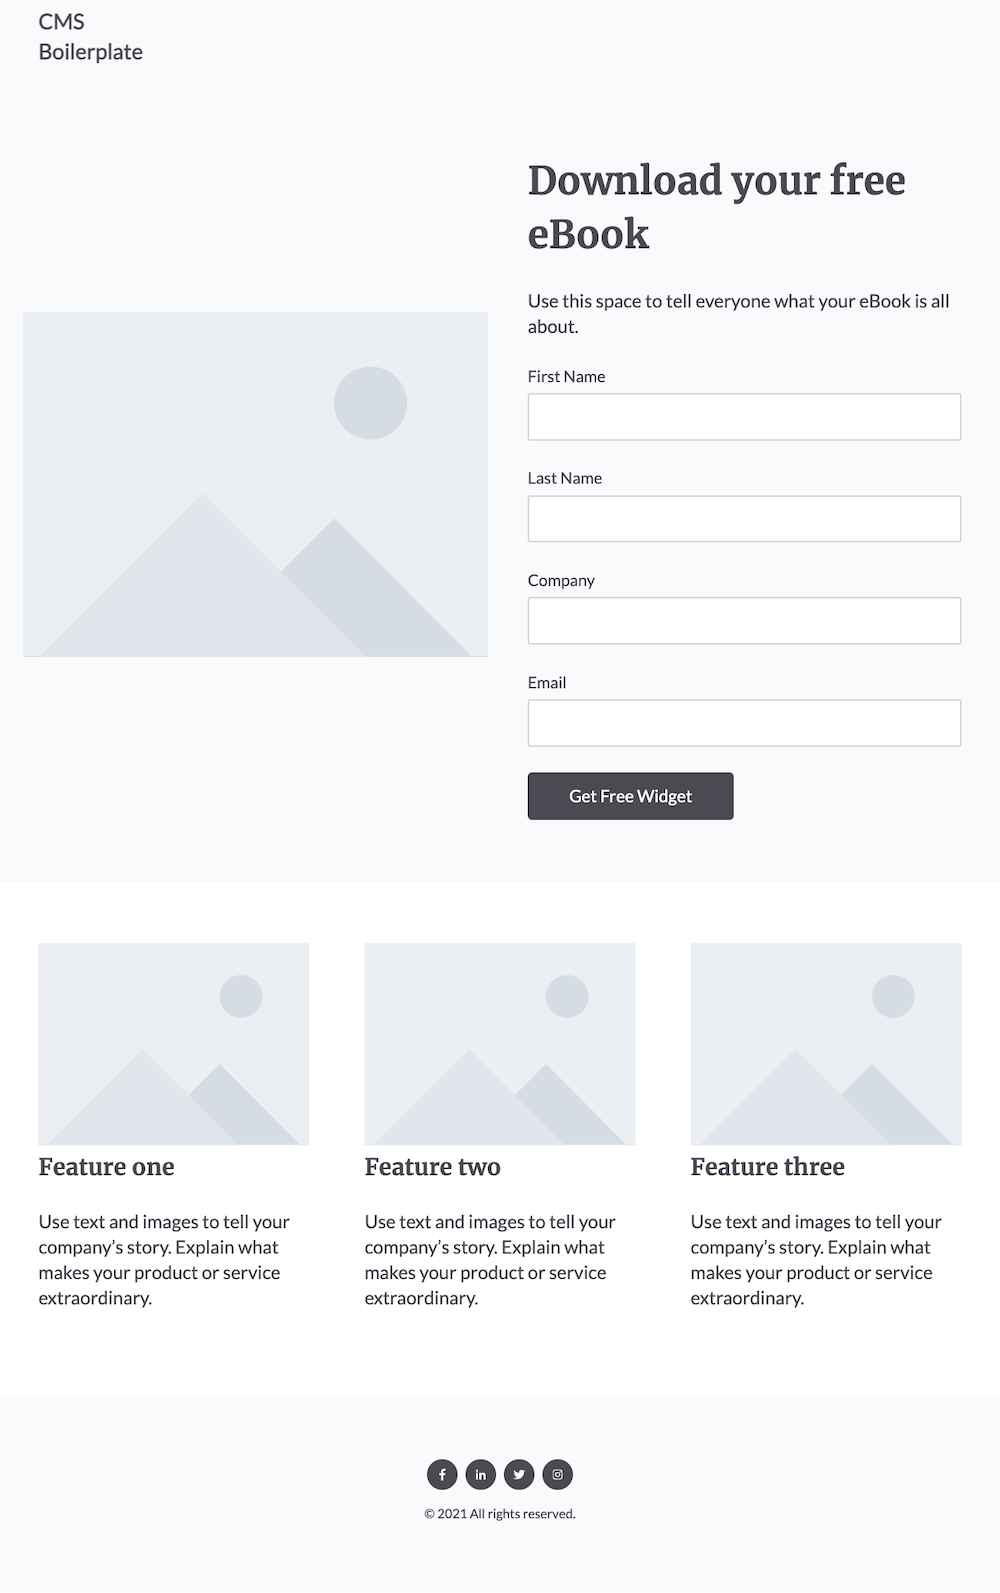 CMS
Boilerplate
Download your free
eBook
Use this space to tell everyone what your eBook is all
about.
First Name
Last Name
Company
Email
Get Free Widget
Feature one
Use text and images to tell your
company’s story. Explain what
makes your product or service
extraordinary.
Feature two
Use text and images to tell your
company’s story. Explain what
makes your product or service
extraordinary.
Feature three
Use text and images to tell your
company’s story. Explain what
makes your product or service
extraordinary.
© 2021 All rights reserved.